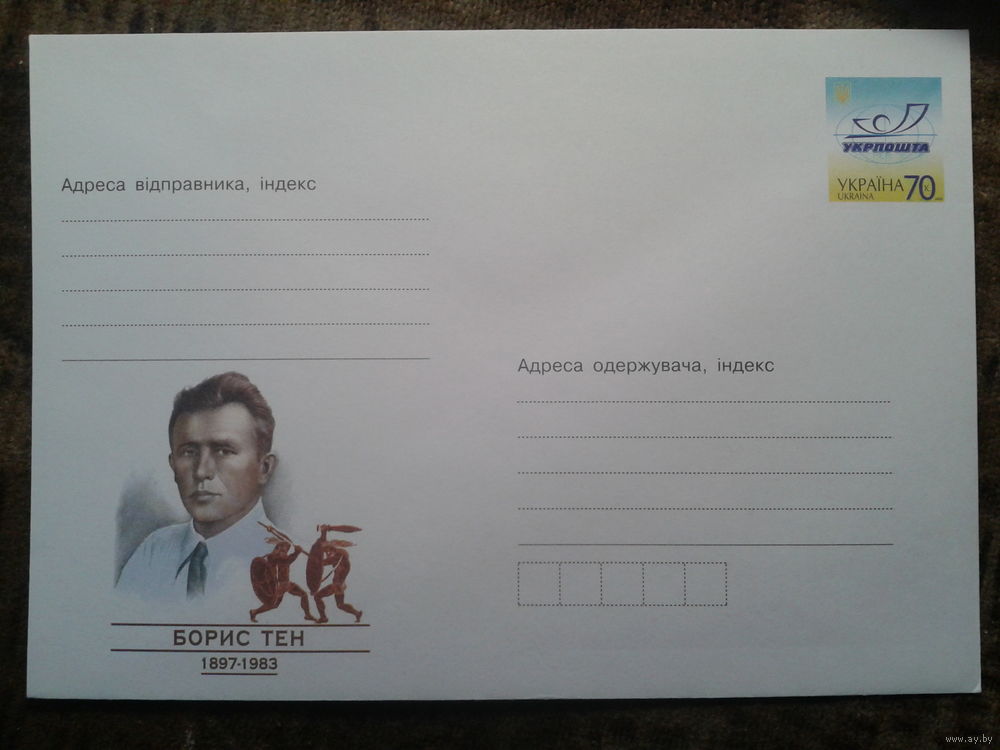 УКРПОШТА
УКРАЇНА 70 к.
UKRAINA
Адреса відправника, індекс
Адреса одержувача, індекс
БОРИС ТЕН
1897-1983
www.ay.by